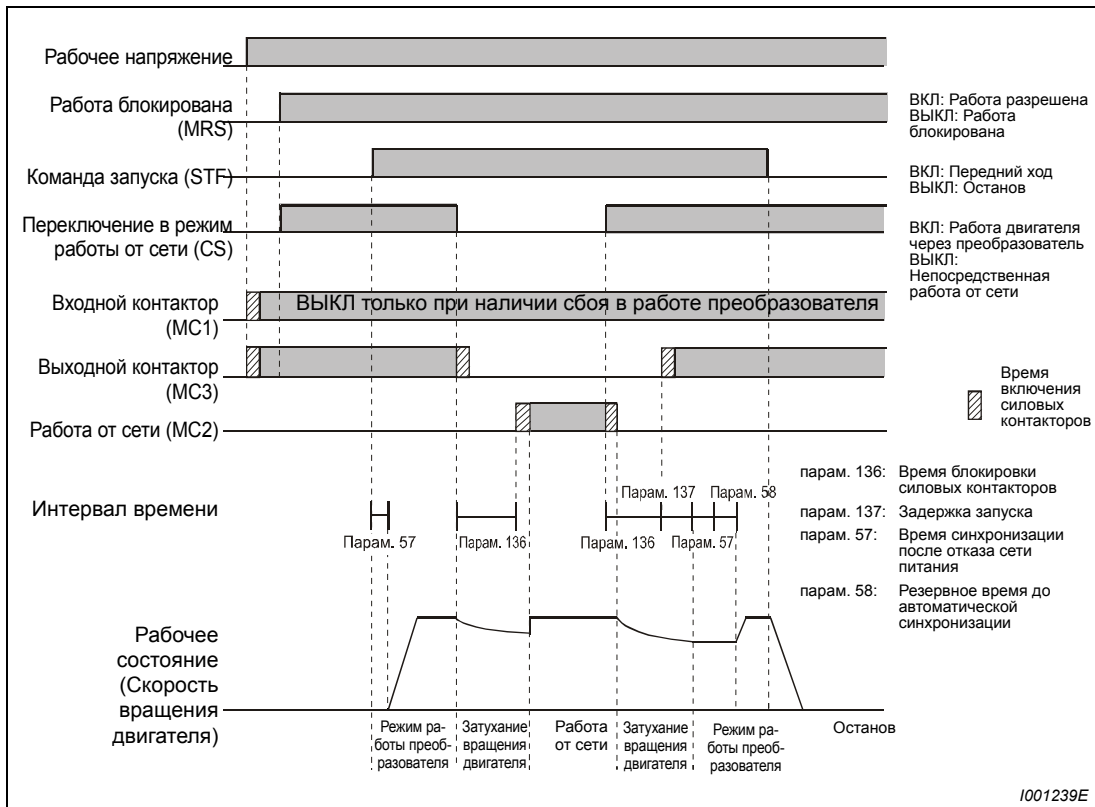 Рабочее напряжение
Работа блокирована
(MRS)
ВКЛ: Работа разрешена
ВЫКЛ: Работа
блокирована
Команда запуска (STF)
ВКЛ: Передний ход
ВЫКЛ: Останов
Переключение в режим
работы от сети (CS)
ВКЛ: Работа двигателя
через преобразователь
ВЫКЛ:
Непосредственная
работа от сети
Входной контактор
(MC1)
ВЫКЛ только при наличии сбоя в работе преобразователя
Выходной контактор
(MC3)
Время
включения
силовых
контакторов
Работа от сети (MC2)
Интервал времени
Парам. 57
Парам. 136
Парам. 137
Парам. 58
Парам. 136
Парам. 57
парам. 136: Время блокировки
силовых контакторов
парам. 137: Задержка запуска
парам. 57: Время синхронизации
после отказа сети
питания
парам. 58: Резервное время до
автоматической
синхронизации
Рабочее
состояние
(Скорость
вращения
двигателя)
Режим ра-
боты преоб-
разователя
Затухание
вращения
двигателя
Работа
от сети
Затухание
вращения
двигателя
Режим ра-
боты преоб-
разователя
Останов
I001239E